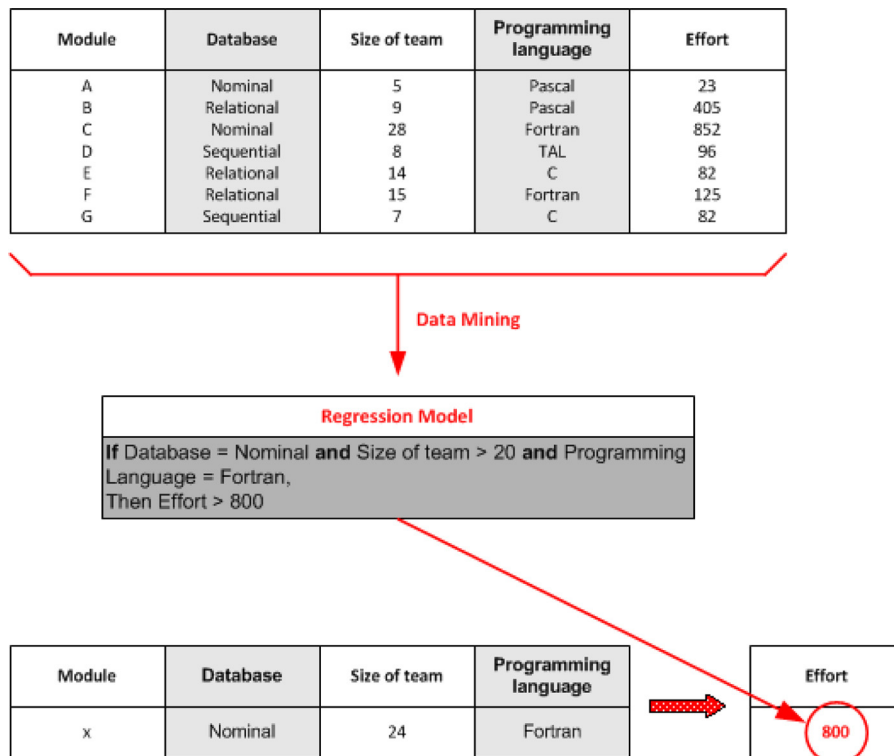 Module Database Size of team Programming language Effort
A Nominal 5 Pascal 23
B Relational 9 Pascal 405
C Nominal 28 Fortran 852
D Sequential 8 TAL 96
E Relational 14 C 82
F Relational 15 Fortran 125
G Sequential 7 C 82
Data Mining
Regression Model
If Database = Nominal and Size of team > 20 and Programming
Language = Fortran,
Then Effort > 800
Module Database Size of team Programming language Effort
x Nominal 24 Fortran 800